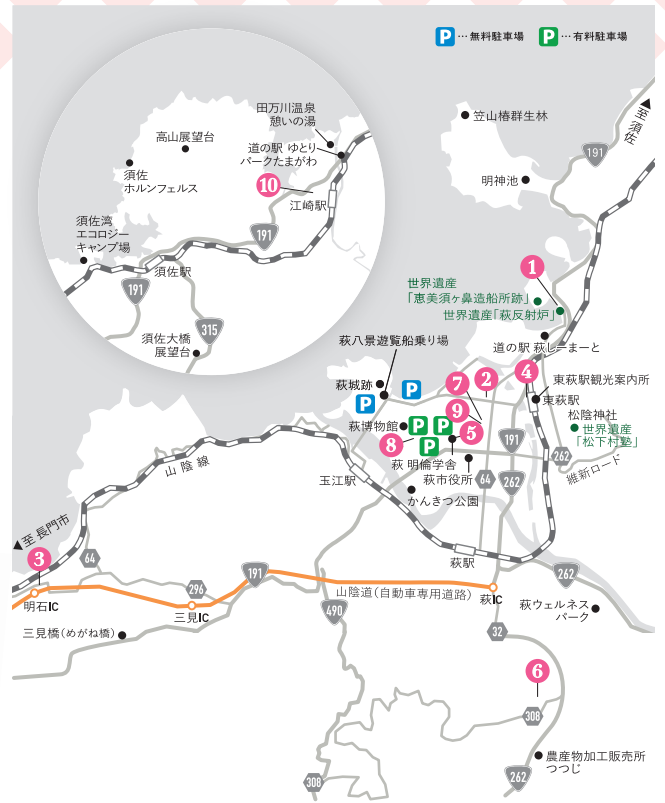 P…無料駐車場
P…有料駐車場
田万川温泉
憩いの湯
高山展望台
道の駅 ゆとり
パークたまがわ
須佐
ホルンフェルス
10
江崎駅
須佐湾
エコロジー
キャンプ場
191
須佐駅
191
315
須佐大橋
展望台
笠山椿群生林
▲至須佐
191
明神池
1
世界遺産
「恵美須ヶ鼻造船所跡」
世界遺産「萩反射炉」
道の駅 萩しーまーと
萩八景遊覧船乗り場
萩城跡
P
P
7
2
4
東萩駅観光案内所
東萩駅
9
松陰神社
世界遺産
「松下村塾」
萩博物館
P
P
P
8
5
191
萩 明倫学舎
262
維新ロード
萩市役所
64
262
かんきつ公園
山陰線
玉江駅
萩駅
▲至長門市
3
64
191
296
490
山陰道(自動車専用道路)
262
明石IC
三見IC
萩IC
萩ウェルネス
パーク
三見橋(めがね橋)
32
6
308
農産物加工販売所
つつじ
308
262